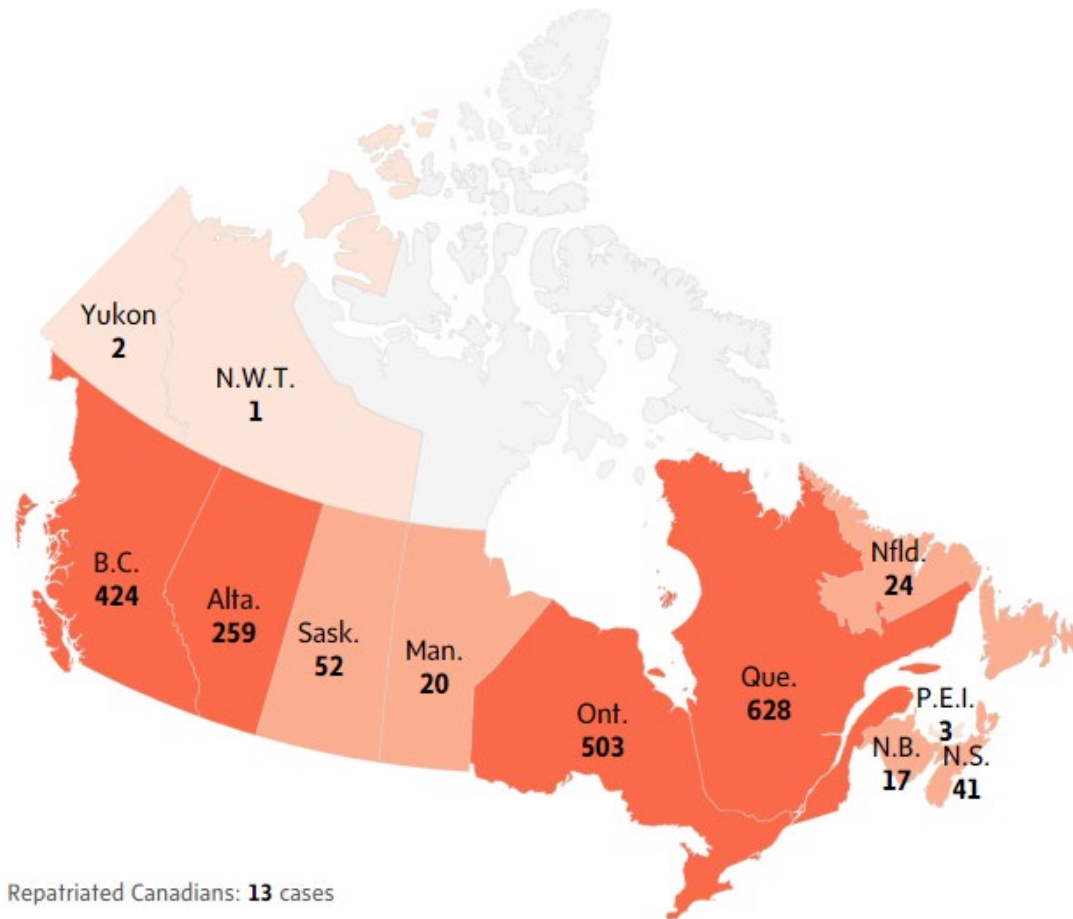 Yukon
2
N.W.T.
1
B.C.
424
Alta.
259
Sask.
52
Man.
20
Ont.
503
Que.
628
Nfld.
24
P.E.I.
3
N.B.
17
N.S.
41
Repatriated Canadians: 13 cases